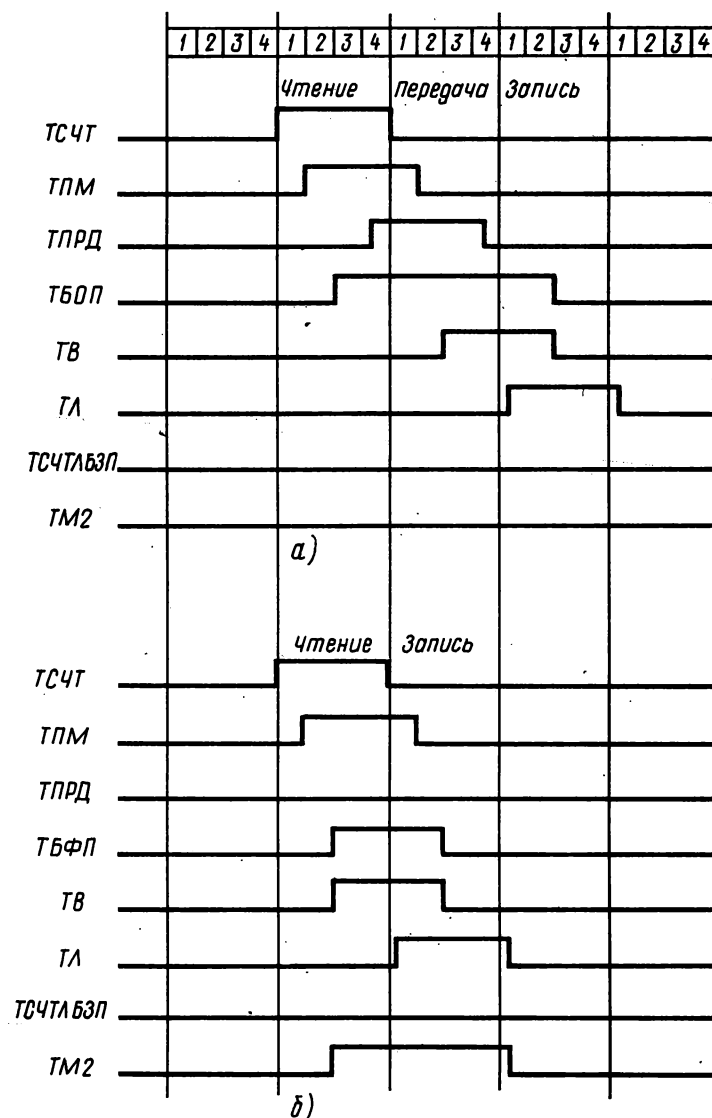 1 2 3 4 1 2 3 4 1 2 3 4 1 2 3 4 1 2 3 4
Чтение Передача Запись
ТСЧТ
ТПМ
ТПРД
ТБОП
ТВ
ТЛ
ТСЧТЛБЗП
ТМ2
а)
Чтение Запись
ТСЧТ
ТПМ
ТПРД
ТБФП
ТВ
ТЛ
ТСЧТЛБЗП
ТМ2
б)